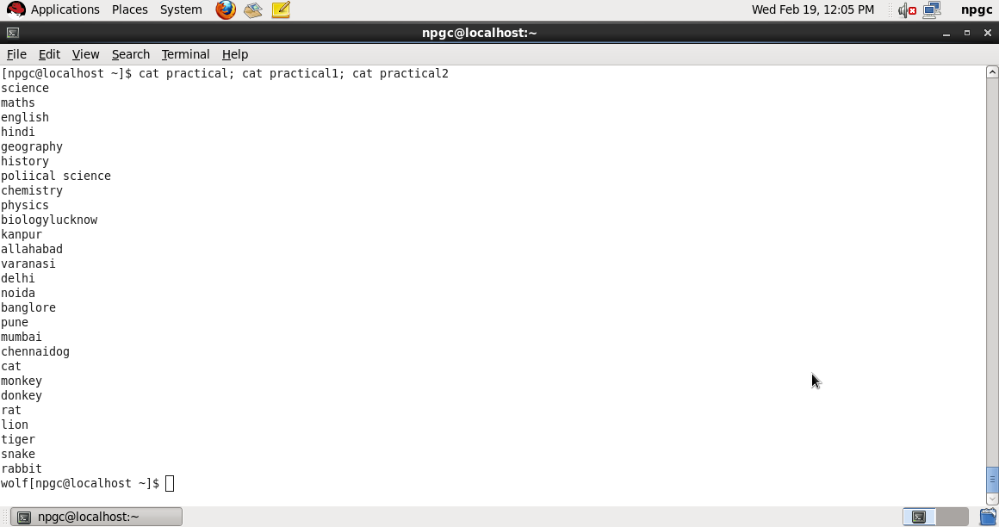 Applications Places System Wed Feb 19, 12:05 PM npgc
npgc@localhost:~
File Edit View Search Terminal Help
[npgc@localhost ~]$ cat practical; cat practical1; cat practical2
science
maths
english
hindi
geography
history
poliical science
chemistry
physics
biologylucknow
kanpur
allahabad
varanasi
delhi
noida
banglore
pune
mumbai
chennaidog
cat
monkey
donkey
rat
lion
tiger
snake
rabbit
wolf[npgc@localhost ~]$
npgc@localhost:~